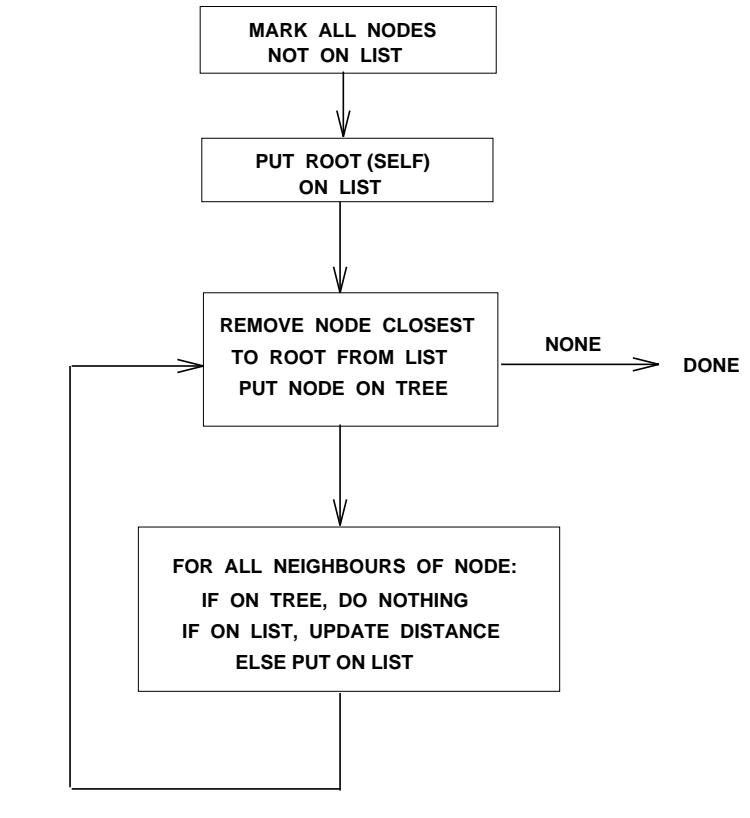 MARK ALL NODES
NOT ON LIST
PUT ROOT (SELF)
ON LIST
REMOVE NODE CLOSEST
TO ROOT FROM LIST
PUT NODE ON TREE
NONE
DONE
FOR ALL NEIGHBOURS OF NODE:
IF ON TREE, DO NOTHING
IF ON LIST, UPDATE DISTANCE
ELSE PUT ON LIST